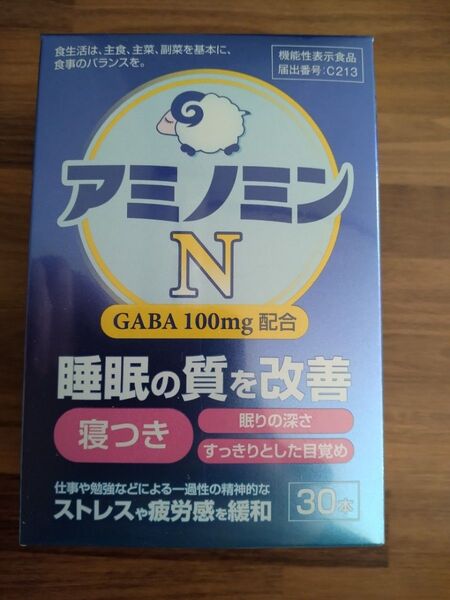 食生活は、主食、主菜、副菜を基本に、
食事のバランスを。
機能性表示食品
届出番号：C213
アミノミン
N
GABA 100mg 配合
睡眠の質を改善
寝つき
眠りの深さ
すっきりとした目覚め
仕事や勉強などによる一過性の精神的な
ストレスや疲労感を緩和
30本